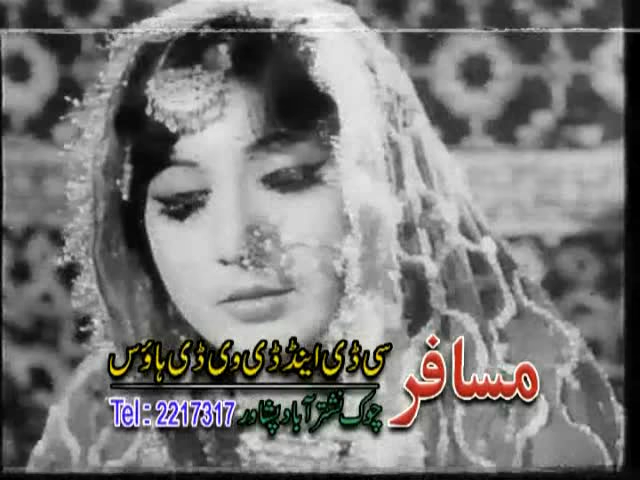 مسافر
سی ڈی اینڈ ڈی وی ڈی ہاؤس
چوک نشتر آباد پشاور Tel : 2217317